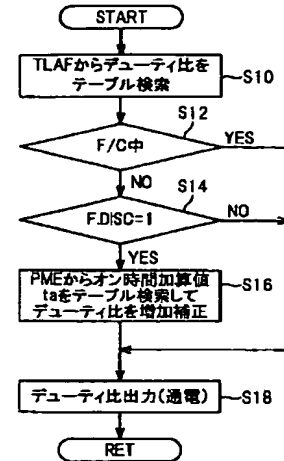 START
TLAFからデューティ比を
テーブル検索
S10
S12
F/C中
YES
NO
S14
F.DISC=1
NO
YES
PMEからオン時間加算値
taをテーブル検索して
デューティ比を増加補正
S16
デューティ比出力(通電)
S18
RET